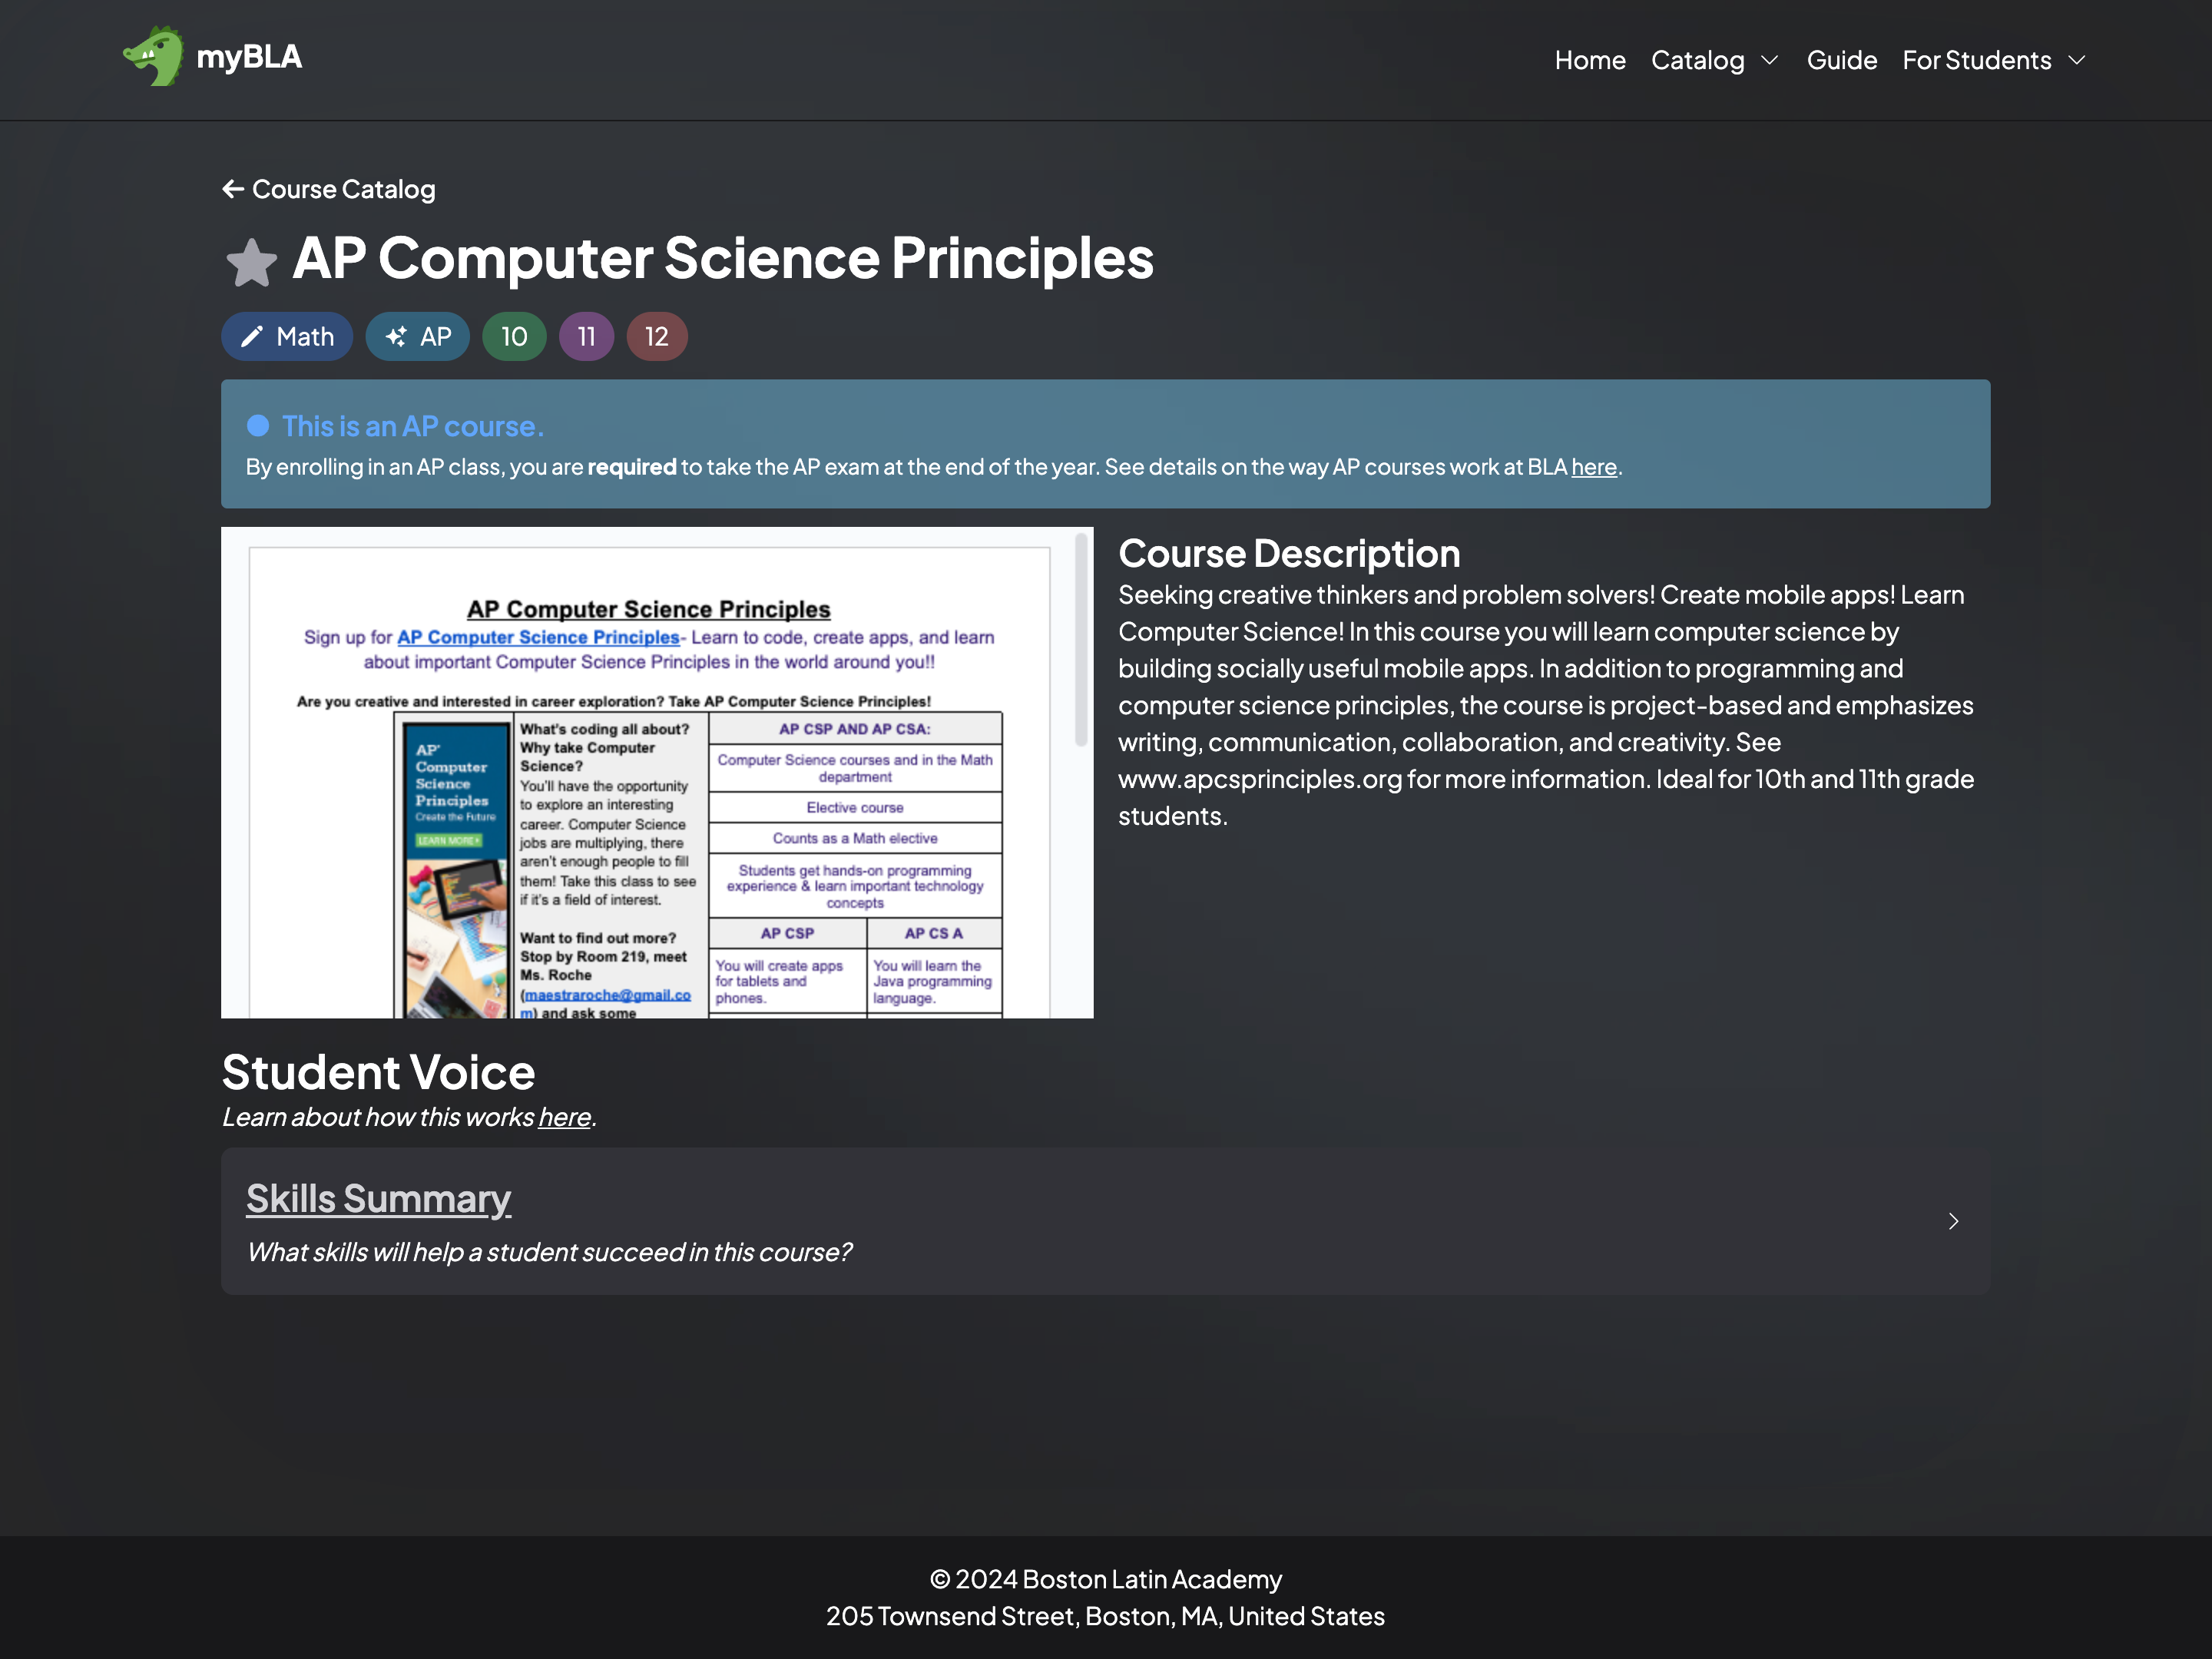 myBLA
Home Catalog Guide For Students
Course Catalog
AP Computer Science Principles
Math AP 10 11 12
This is an AP course.
By enrolling in an AP class, you are required to take the AP exam at the end of the year. See details on the way AP courses work at BLA here.
AP Computer Science Principles
Sign up for AP Computer Science Principles- Learn to code, create apps, and learn
about important Computer Science Principles in the world around you!!
Are you creative and interested in career exploration? Take AP Computer Science Principles!
AP*
Computer
Science
Principles
Create the Future
LEARN MORE
What's coding all about?
Why take Computer
Science?
You'll have the opportunity
to explore an interesting
career. Computer Science
jobs are multiplying, there
aren't enough people to fill
them! Take this class to see
if it's a field of interest.
Want to find out more?
Stop by Room 219, meet
Ms. Roche
(maestraroche@gmail.co
m) and ask some
AP CSP AND AP CSA:
Computer Science courses and in the Math
department
Elective course
Counts as a Math elective
Students get hands-on programming
experience & learn important technology
concepts
AP CSP
AP CS A
You will create apps
for tablets and
phones.
You will learn the
Java programming
language.
Course Description
Seeking creative thinkers and problem solvers! Create mobile apps! Learn
Computer Science! In this course you will learn computer science by
building socially useful mobile apps. In addition to programming and
computer science principles, the course is project-based and emphasizes
writing, communication, collaboration, and creativity. See
www.apcsprinciples.org for more information. Ideal for 10th and 11th grade
students.
Student Voice
Learn about how this works here.
Skills Summary
What skills will help a student succeed in this course?
© 2024 Boston Latin Academy
205 Townsend Street, Boston, MA, United States